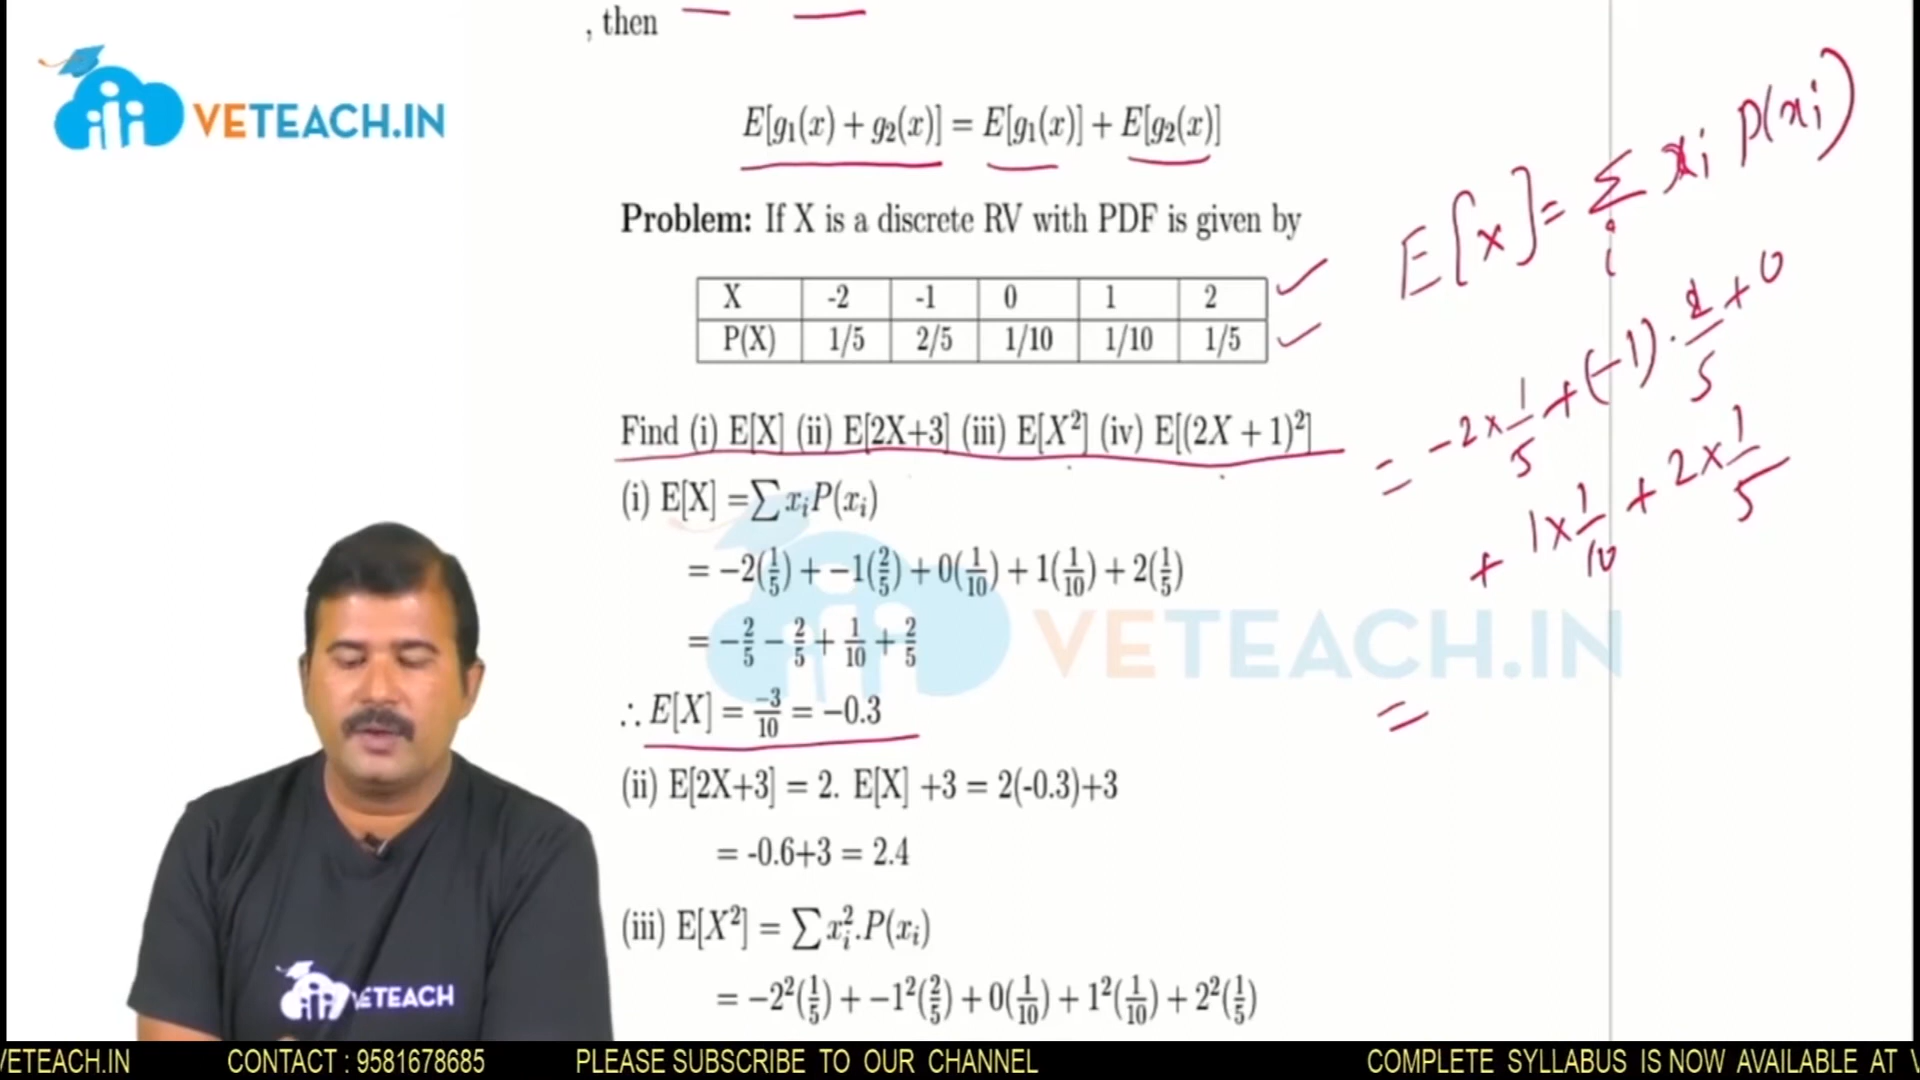 , then
VETEACH.IN
E[g₁(x) + g₂(x)] = E[g₁(x)] + E[g₂(x)]
Problem: If X is a discrete RV with PDF is given by
X -2 -1 0 1 2
P(X) 1/5 2/5 1/10 1/10 1/5
Find (i) E[X] (ii) E[2X+3] (iii) E[X²] (iv) E[(2X + 1)²]
(i) E[X] =∑ xᵢP(xᵢ)
= −2(1/5) + −1(2/5) + 0(1/10) + 1(1/10) + 2(1/5)
= −2/5 − 2/5 + 1/10 + 2/5
∴ E[X] = −3/10 = −0.3
(ii) E[2X+3] = 2. E[X] +3 = 2(-0.3)+3
= -0.6+3 = 2.4
(iii) E[X²] = ∑ xᵢ².P(xᵢ)
= −2²(1/5) + −1²(2/5) + 0(1/10) + 1²(1/10) + 2²(1/5)
E[x] = Σ xᵢ P(xᵢ)
i
= -2 x 1/5 + (-1) . 2/5 + 0
+ 1 x 1/10 + 2 x 1/5
=
VETEACH.IN
VETEACH
VETEACH.IN CONTACT : 9581678685 PLEASE SUBSCRIBE TO OUR CHANNEL COMPLETE SYLLABUS IS NOW AVAILABLE AT V